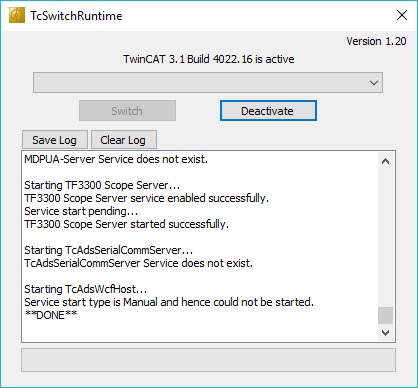 TcSwitchRuntime
Version 1.20
TwinCAT 3.1 Build 4022.16 is active
Switch
Deactivate
Save Log
Clear Log
MDPUA-Server Service does not exist.
Starting TF3300 Scope Server...
TF3300 Scope Server service enabled successfully.
Service start pending...
TF3300 Scope Server started successfully.
Starting TcAdsSerialCommServer...
TcAdsSerialCommServer Service does not exist.
Starting TcAdsWcfHost...
Service start type is Manual and hence could not be started.
**DONE**